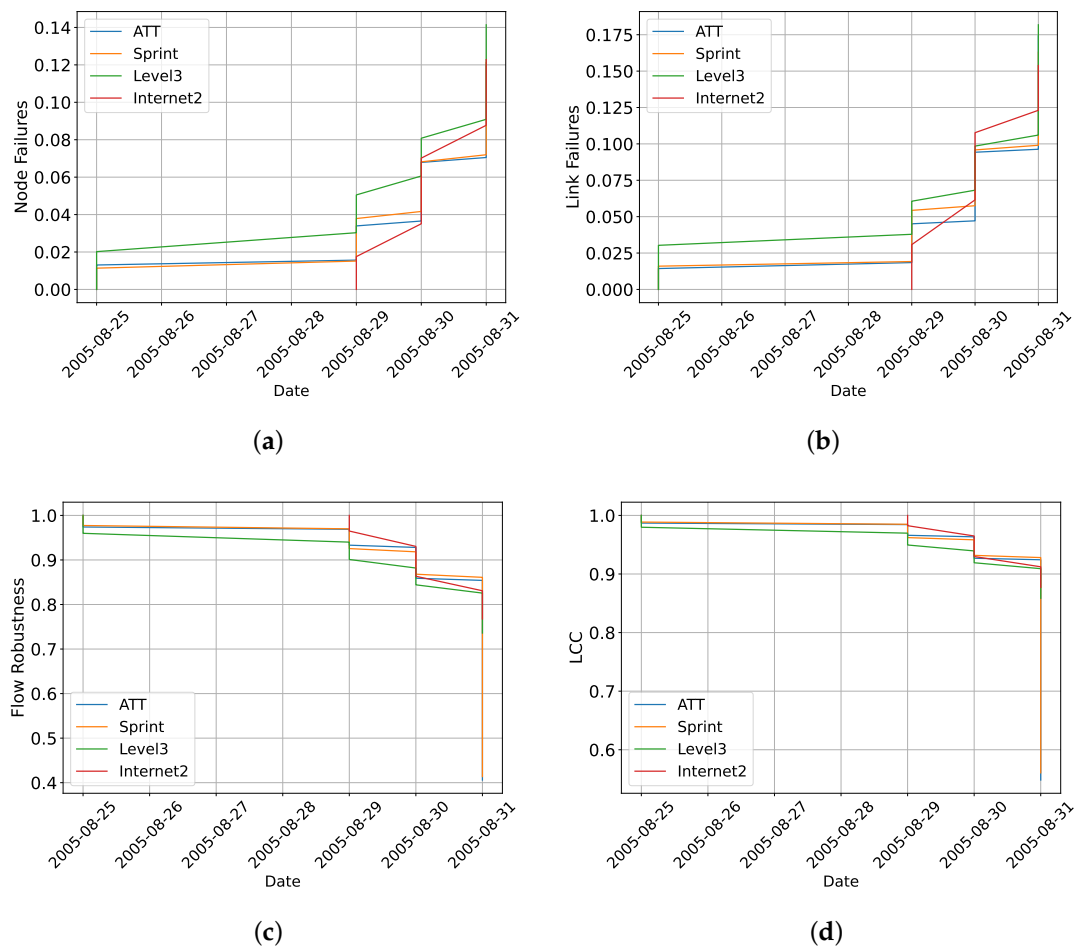 0.14
0.12
0.10
0.08
0.06
0.04
0.02
0.00
Node Failures
ATT
Sprint
Level3
Internet2
2005-08-25
2005-08-26
2005-08-27
2005-08-28
2005-08-29
2005-08-30
2005-08-31
Date
(a)
0.175
0.150
0.125
0.100
0.075
0.050
0.025
0.000
Link Failures
ATT
Sprint
Level3
Internet2
2005-08-25
2005-08-26
2005-08-27
2005-08-28
2005-08-29
2005-08-30
2005-08-31
Date
(b)
1.0
0.9
0.8
0.7
0.6
0.5
0.4
Flow Robustness
ATT
Sprint
Level3
Internet2
2005-08-25
2005-08-26
2005-08-27
2005-08-28
2005-08-29
2005-08-30
2005-08-31
Date
(c)
1.0
0.9
0.8
0.7
0.6
LCC
ATT
Sprint
Level3
Internet2
2005-08-25
2005-08-26
2005-08-27
2005-08-28
2005-08-29
2005-08-30
2005-08-31
Date
(d)